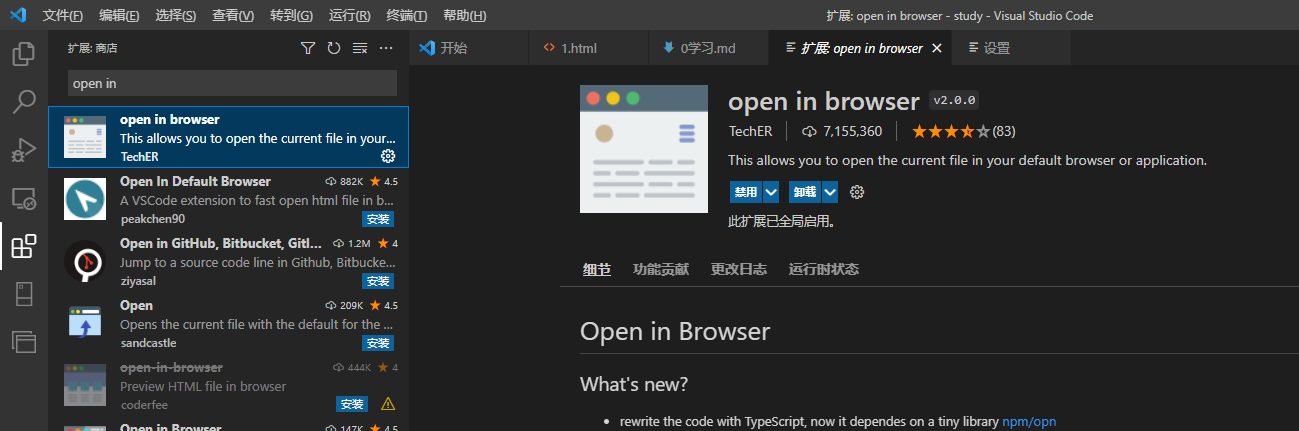 文件(F) 编辑(E) 选择(S) 查看(V) 转到(G) 运行(R) 终端(T) 帮助(H) 扩展: open in browser - study - Visual Studio Code
扩展: 商店
开始 1.html 0学习.md 扩展: open in browser 设置
open in
open in browser
This allows you to open the current file in your...
TechER
Open In Default Browser 882K 4.5
A VSCode extension to fast open html file in b...
peakchen90 安装
Open in GitHub, Bitbucket, Gitl... 1.2M 4
Jump to a source code line in Github, Bitbucke...
ziyasal 安装
Open 209K 4.5
Opens the current file with the default for the ...
sandcastle 安装
open-in-browser 444K 4
Preview HTML file in browser
coderfee 安装
Open in Browser 147K 4.5
open in browser v2.0.0
TechER 7,155,360 (83)
This allows you to open the current file in your default browser or application.
禁用 卸载
此扩展已全局启用。
细节 功能贡献 更改日志 运行时状态
Open in Browser
What's new?
• rewrite the code with TypeScript, now it dependes on a tiny library npm/opn